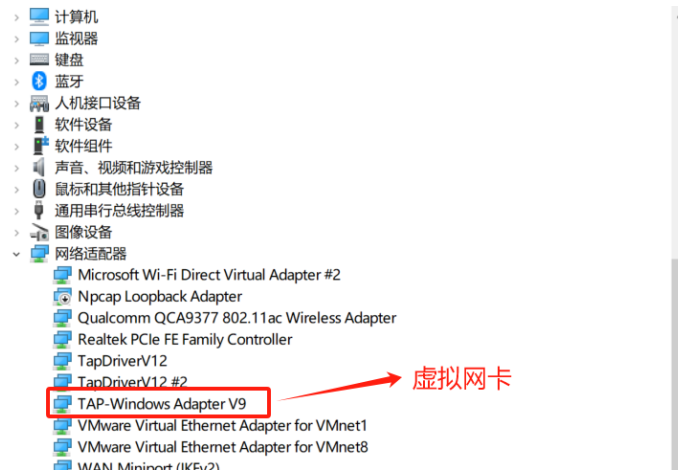 计算机
监视器
键盘
蓝牙
人机接口设备
软件设备
软件组件
声音、视频和游戏控制器
鼠标和其他指针设备
通用串行总线控制器
图像设备
网络适配器
Microsoft Wi-Fi Direct Virtual Adapter #2
Npcap Loopback Adapter
Qualcomm QCA9377 802.11ac Wireless Adapter
Realtek PCIe FE Family Controller
TapDriverV12
TapDriverV12 #2
TAP-Windows Adapter V9
虚拟网卡
VMware Virtual Ethernet Adapter for VMnet1
VMware Virtual Ethernet Adapter for VMnet8
WAN Miniport (IKEv2)